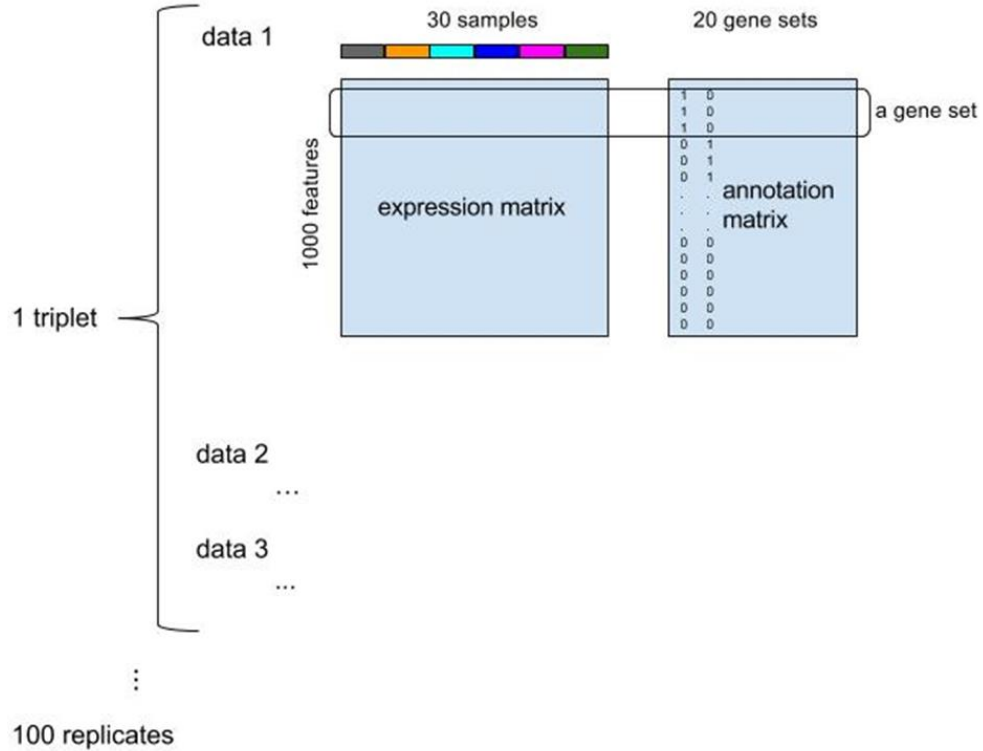 30 samples
20 gene sets
data 1
a gene set
1000 features
expression matrix
1 0
1 0
1 0
0 1
0 1
0 1
. .
. .
. .
0 0
0 0
0 0
0 0
0 0
0 0
annotation
matrix
1 triplet
data 2
...
data 3
...
⋮
100 replicates